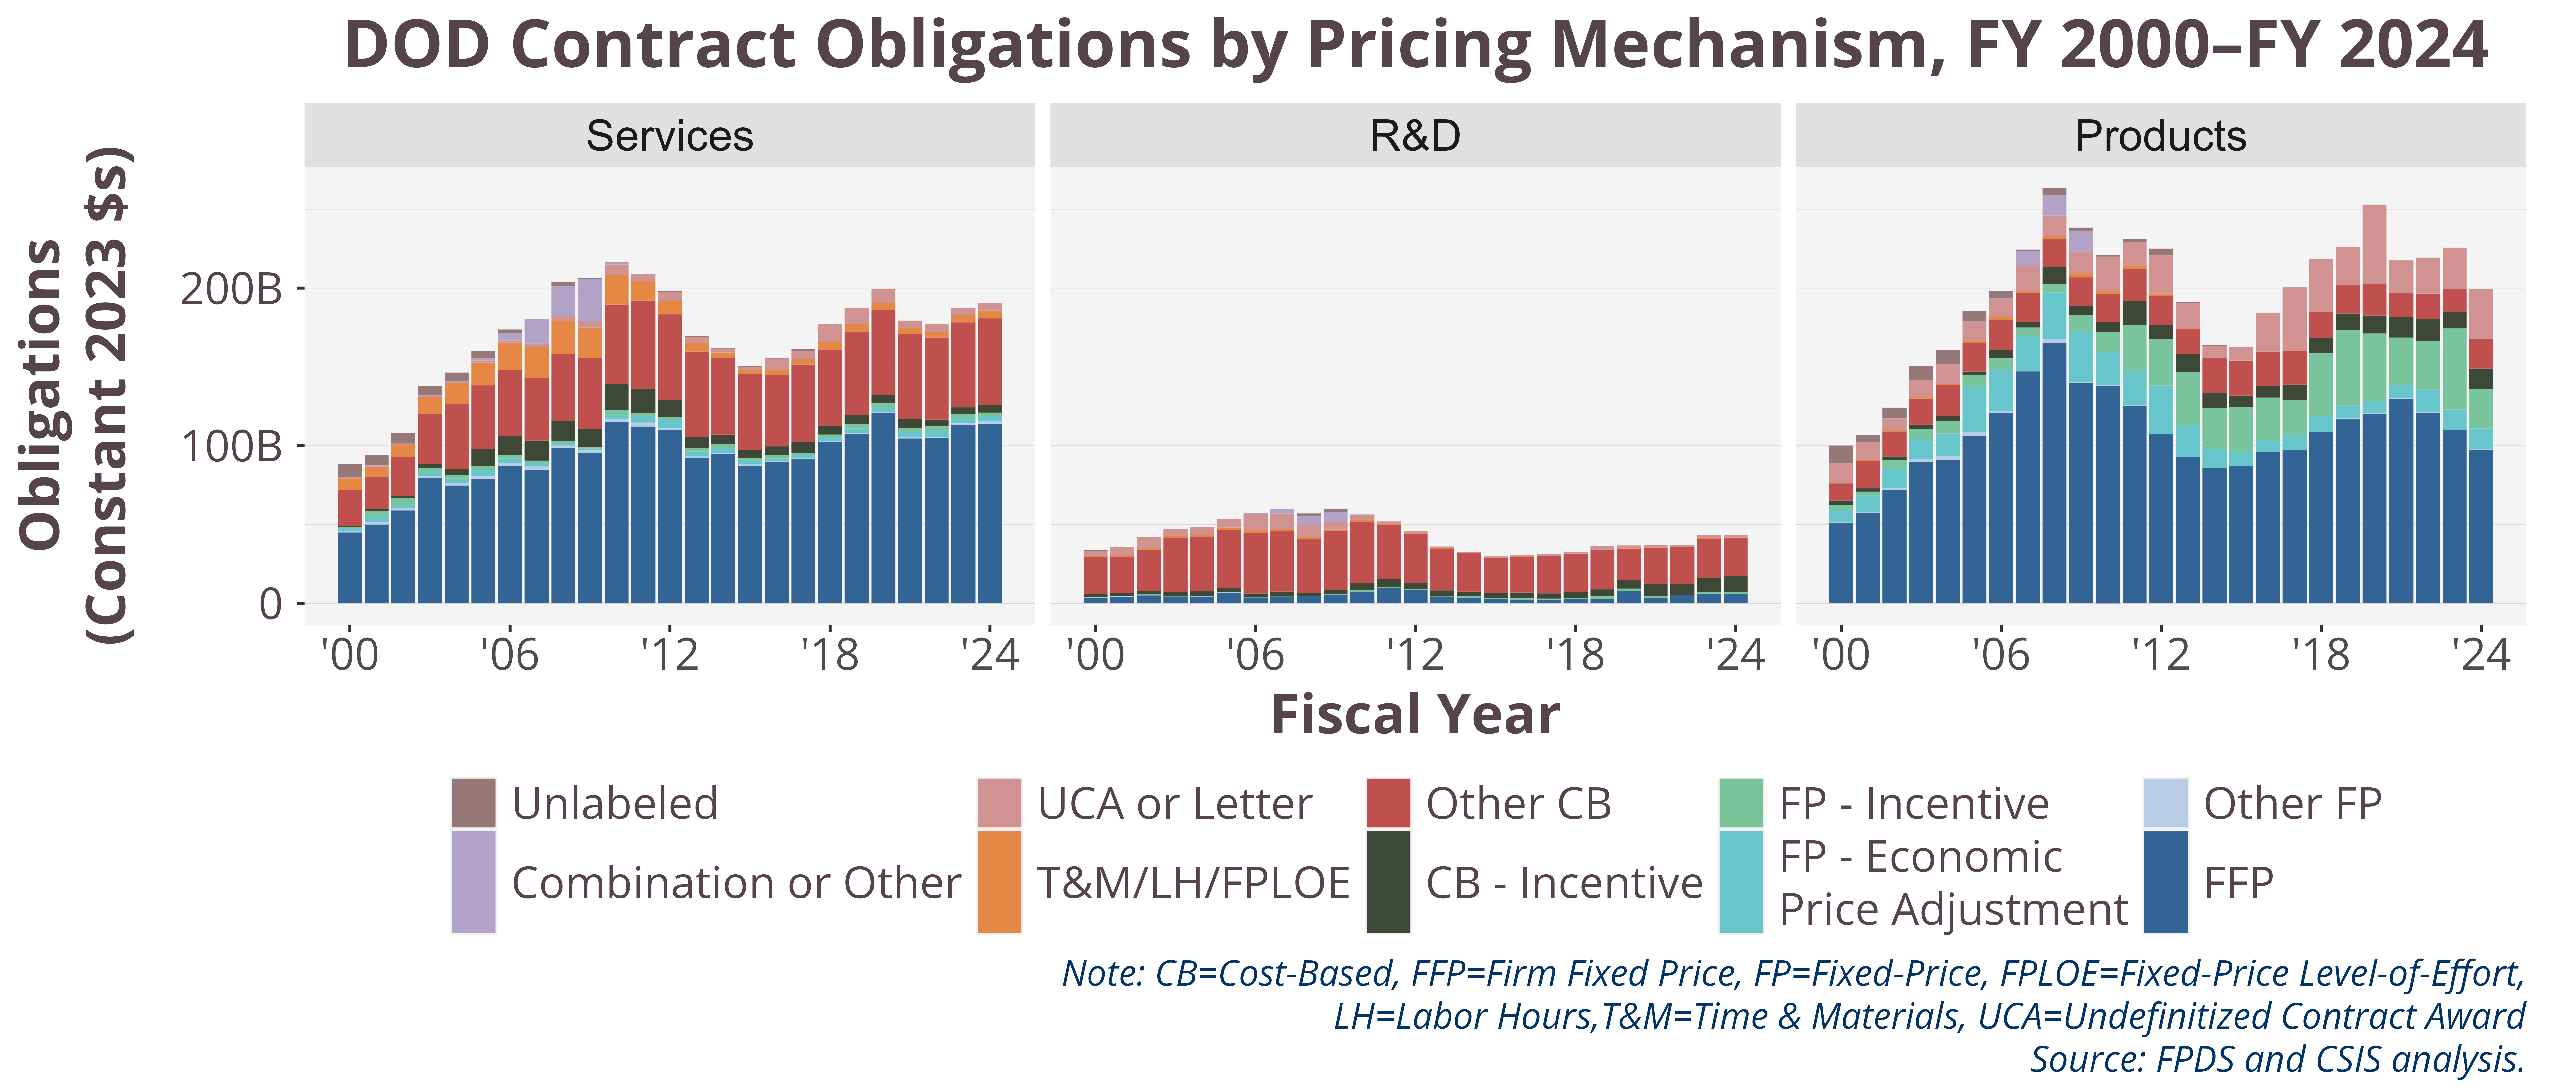 DOD Contract Obligations by Pricing Mechanism, FY 2000–FY 2024
Services
R&D
Products
Obligations
(Constant 2023 $s)
200B
100B
0
'00 '06 '12 '18 '24
'00 '06 '12 '18 '24
'00 '06 '12 '18 '24
Fiscal Year
Unlabeled
Combination or Other
UCA or Letter
T&M/LH/FPLOE
Other CB
CB - Incentive
FP - Incentive
FP - Economic
Price Adjustment
Other FP
FFP
Note: CB=Cost-Based, FFP=Firm Fixed Price, FP=Fixed-Price, FPLOE=Fixed-Price Level-of-Effort,
LH=Labor Hours,T&M=Time & Materials, UCA=Undefinitized Contract Award
Source: FPDS and CSIS analysis.